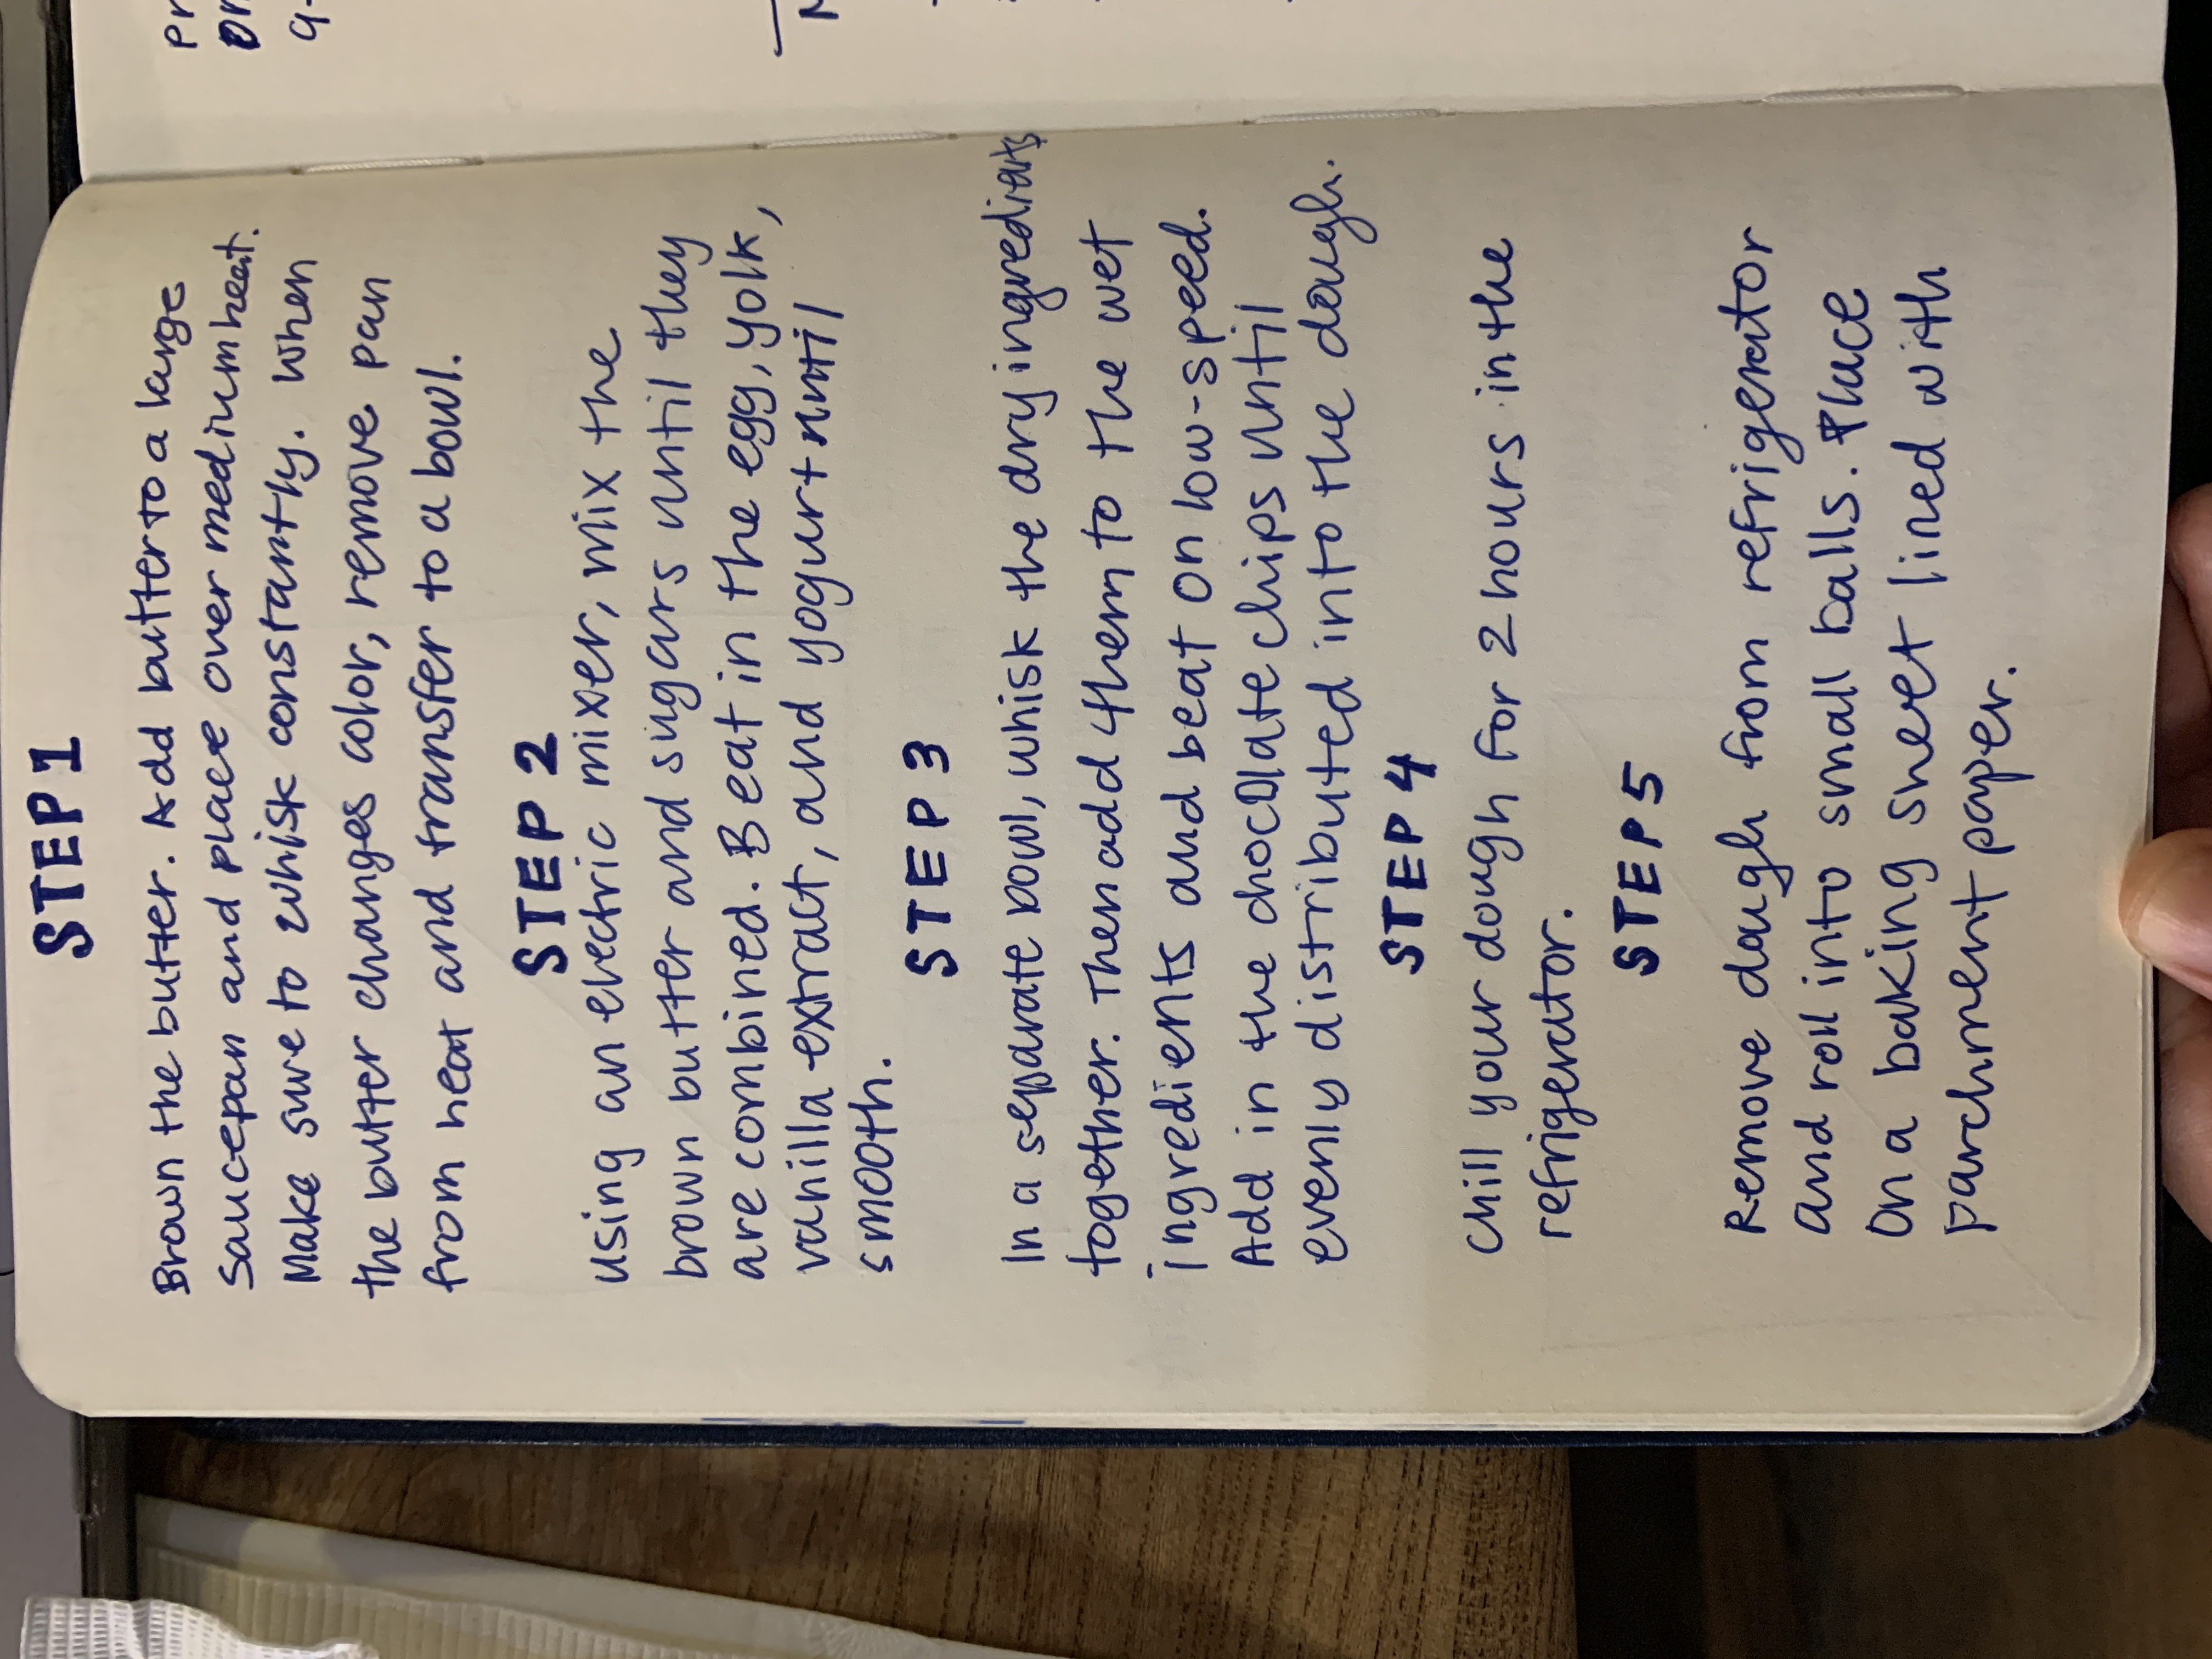 STEP 1
Brown the butter. Add butter to a large
saucepan and place over medium heat.
Make sure to whisk constantly. When
the butter changes color, remove pan
from heat and transfer to a bowl.
STEP 2
Using an electric mixer, mix the
brown butter and sugars until they
are combined. Beat in the egg, yolk,
vanilla extract, and yogurt until
smooth.
STEP 3
In a separate bowl, whisk the dry ingredients
together. Then add them to the wet
ingredients and beat on low-speed.
Add in the chocolate chips until
evenly distributed into the dough.
STEP 4
Chill your dough for 2 hours in the
refrigerator.
STEP 5
Remove dough from refrigerator
and roll into small balls. Place
on a baking sheet lined with
parchment paper.